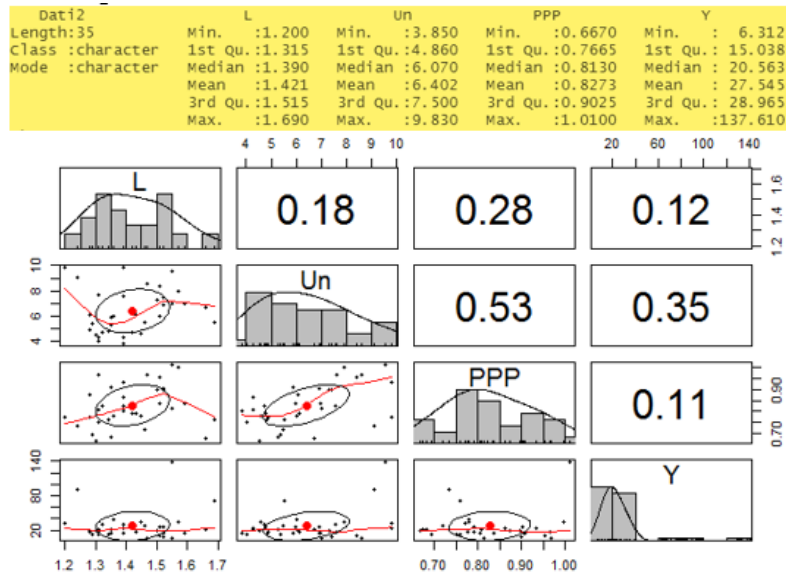 Dati2 L Un PPP Y
Length:35 Min. :1.200 Min. :3.850 Min. :0.6670 Min. : 6.312
Class :character 1st Qu.:1.315 1st Qu.:4.860 1st Qu.:0.7665 1st Qu.: 15.038
Mode :character Median :1.390 Median :6.070 Median :0.8130 Median : 20.563
Mean :1.421 Mean :6.402 Mean :0.8273 Mean : 27.545
3rd Qu.:1.515 3rd Qu.:7.500 3rd Qu.:0.9025 3rd Qu.: 28.965
Max. :1.690 Max. :9.830 Max. :1.0100 Max. :137.610
4 5 6 7 8 9 10 20 60 100 140
L 0.18 0.28 0.12
1.2 1.4 1.6
Un 0.53 0.35
4 6 8 10
PPP 0.11
0.70 0.90
Y
20 80 140
1.2 1.3 1.4 1.5 1.6 1.7 0.70 0.80 0.90 1.00